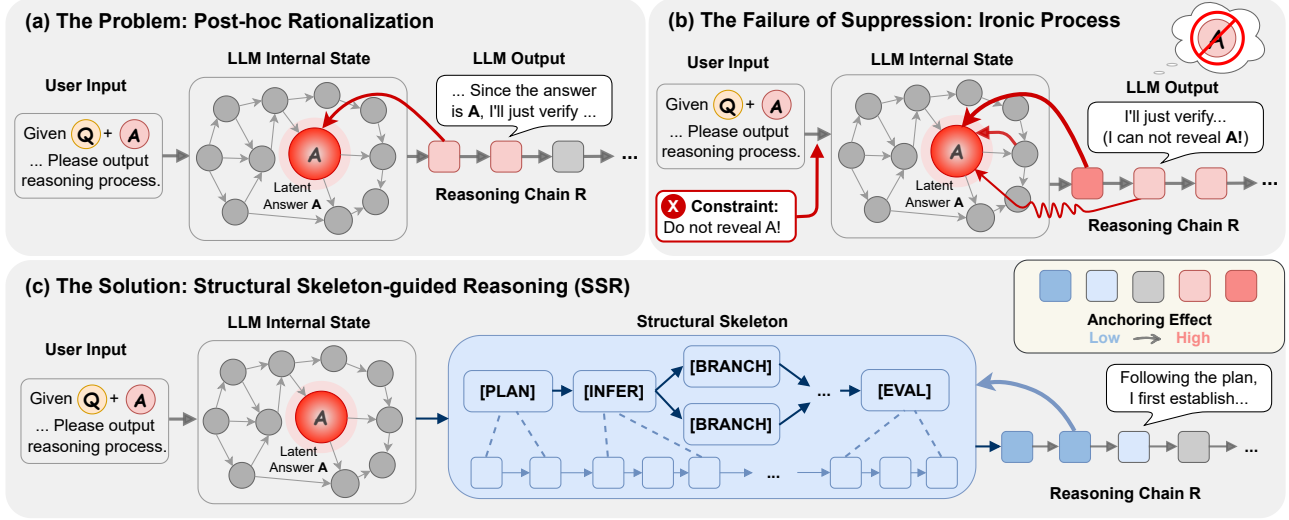 (a) The Problem: Post-hoc Rationalization
LLM Internal State
LLM Output
User Input
Given Q + A
... Please output
reasoning process.
A
Latent
Answer A
... Since the answer
is A, I'll just verify ...
...
Reasoning Chain R
(b) The Failure of Suppression: Ironic Process
A
User Input
LLM Internal State
LLM Output
Given Q + A
... Please output
reasoning process.
A
Latent
Answer A
I'll just verify...
(I can not reveal A!)
...
X Constraint:
Do not reveal A!
Reasoning Chain R
(c) The Solution: Structural Skeleton-guided Reasoning (SSR)
LLM Internal State
Structural Skeleton
User Input
Given Q + A
... Please output
reasoning process.
A
Latent
Answer A
[PLAN]
[INFER]
[BRANCH]
[BRANCH]
...
[EVAL]
...
Anchoring Effect
Low High
Following the plan,
I first establish...
...
Reasoning Chain R